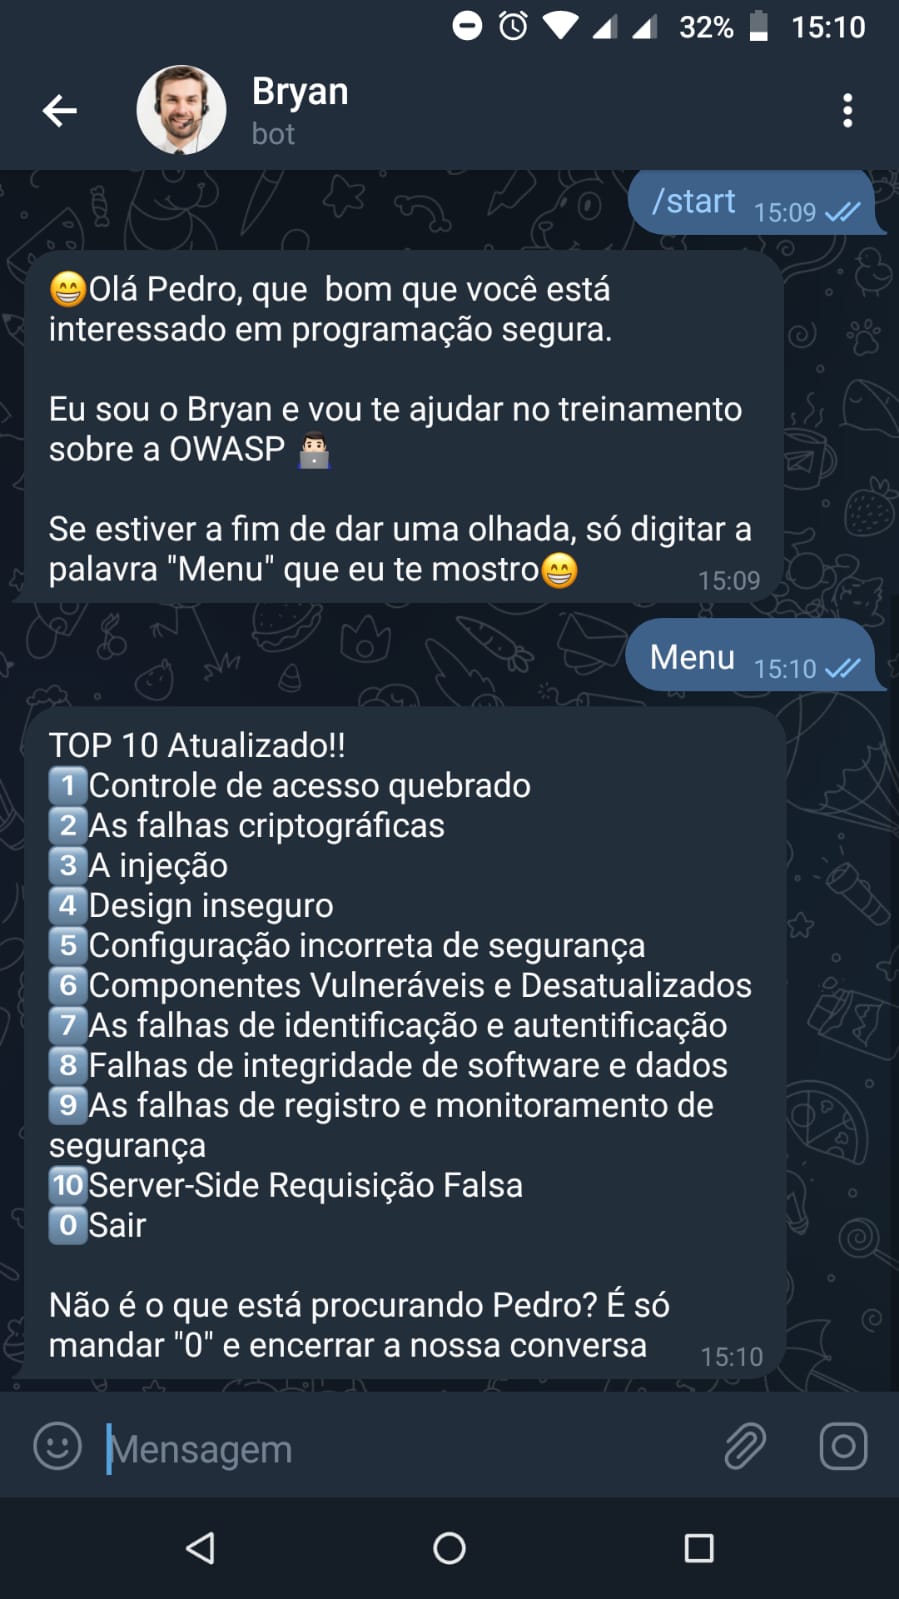 32% 15:10
Bryan
bot
/start 15:09
😁Olá Pedro, que  bom que você está
interessado em programação segura.
Eu sou o Bryan e vou te ajudar no treinamento
sobre a OWASP 👨🏻‍💻
Se estiver a fim de dar uma olhada, só digitar a
palavra "Menu" que eu te mostro😁 15:09
Menu 15:10
TOP 10 Atualizado!!
1️⃣Controle de acesso quebrado
2️⃣As falhas criptográficas
3️⃣A injeção
4️⃣Design inseguro
5️⃣Configuração incorreta de segurança
6️⃣Componentes Vulneráveis e Desatualizados
7️⃣As falhas de identificação e autentificação
8️⃣Falhas de integridade de software e dados
9️⃣As falhas de registro e monitoramento de
segurança
🔟Server-Side Requisição Falsa
0️⃣Sair
Não é o que está procurando Pedro? É só
mandar "0" e encerrar a nossa conversa 15:10
Mensagem